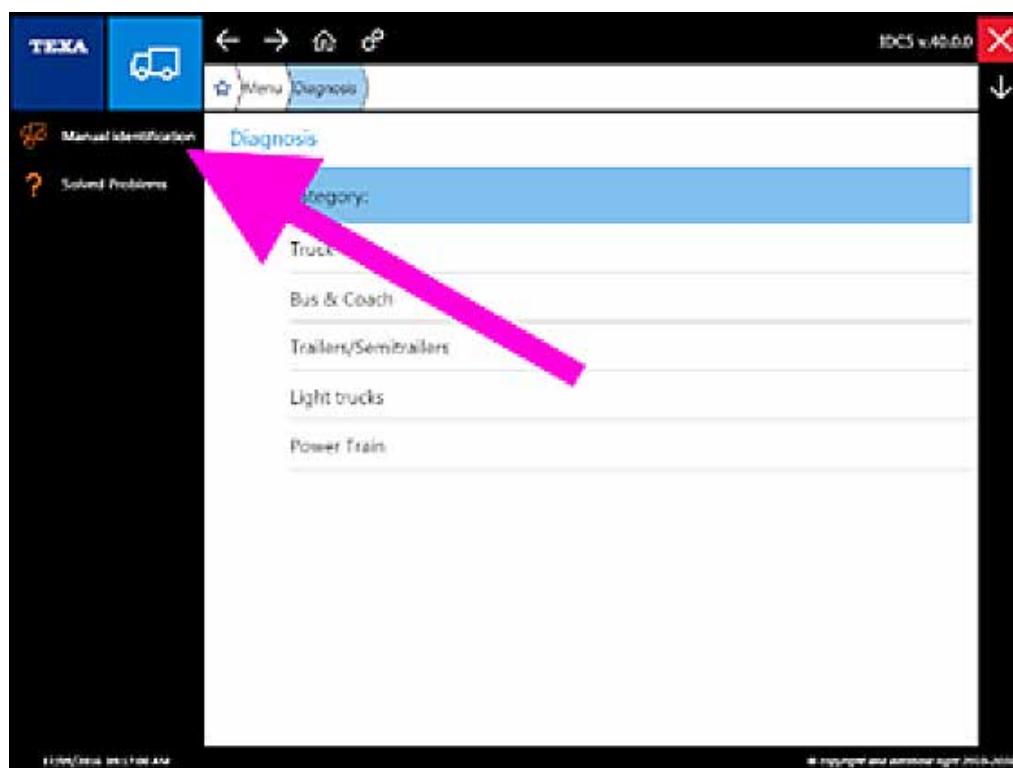 TEXA
IDC5 v.40.0.0
Menu
Diagnosis
Manual identification
Solved Problems
Diagnosis
Category:
Truck
Bus & Coach
Trailers/Semitrailers
Light trucks
Power Train